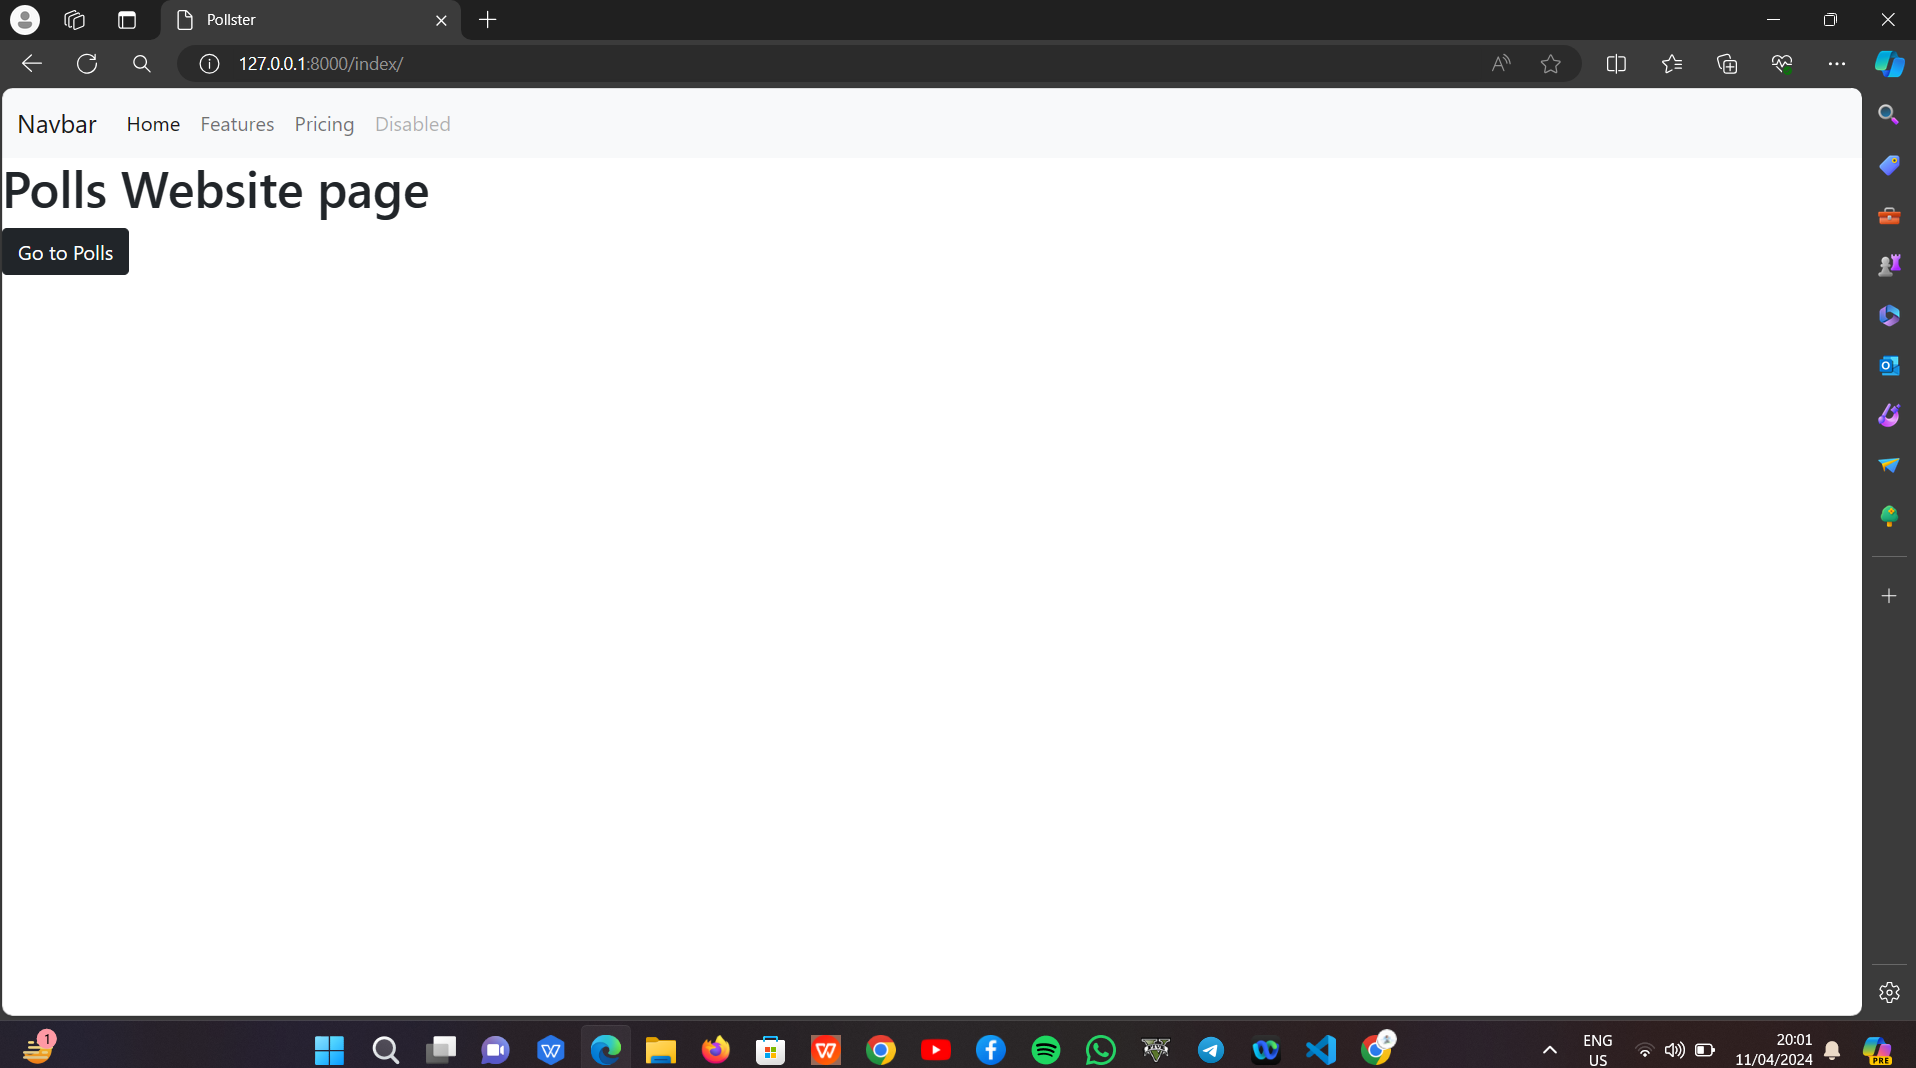 Pollster
127.0.0.1:8000/index/
Navbar Home Features Pricing Disabled
Polls Website page
Go to Polls
1
ENG
US
20:01
11/04/2024
PRE